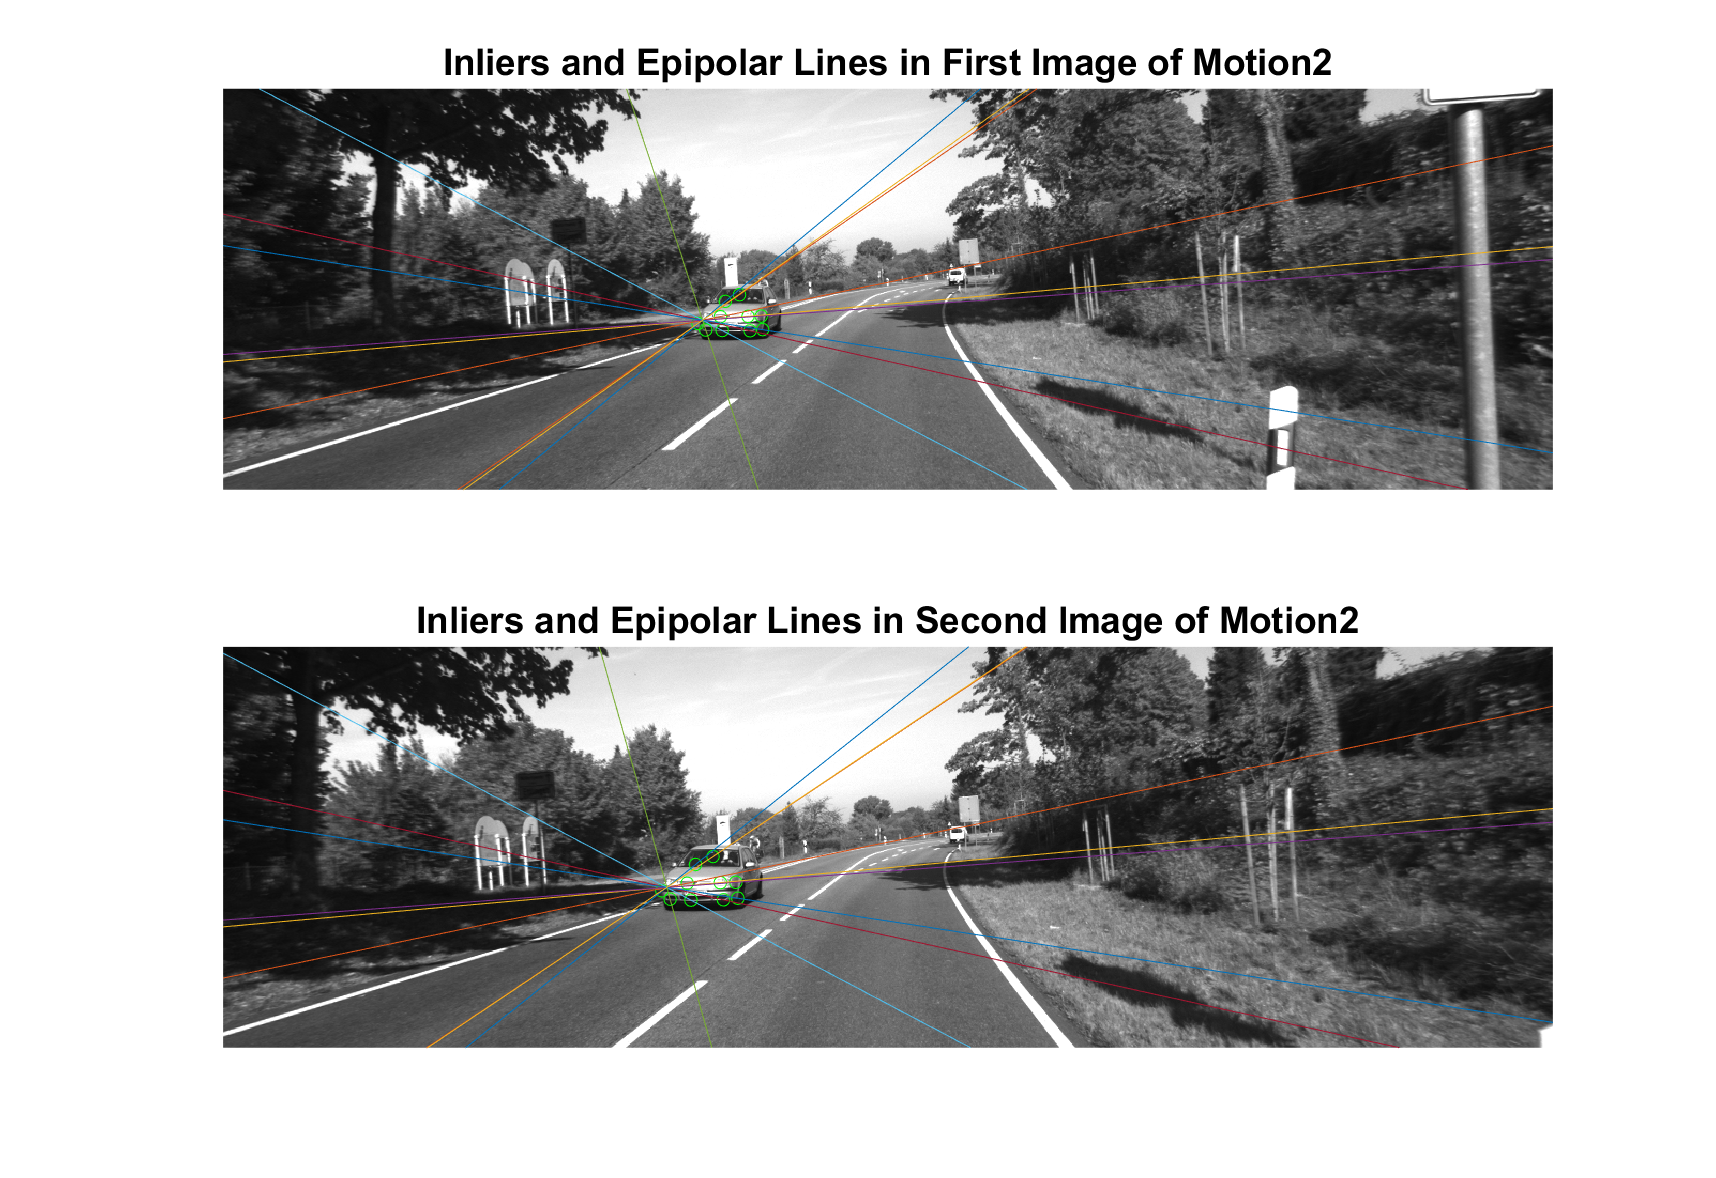 Inliers and Epipolar Lines in First Image of Motion2
Inliers and Epipolar Lines in Second Image of Motion2